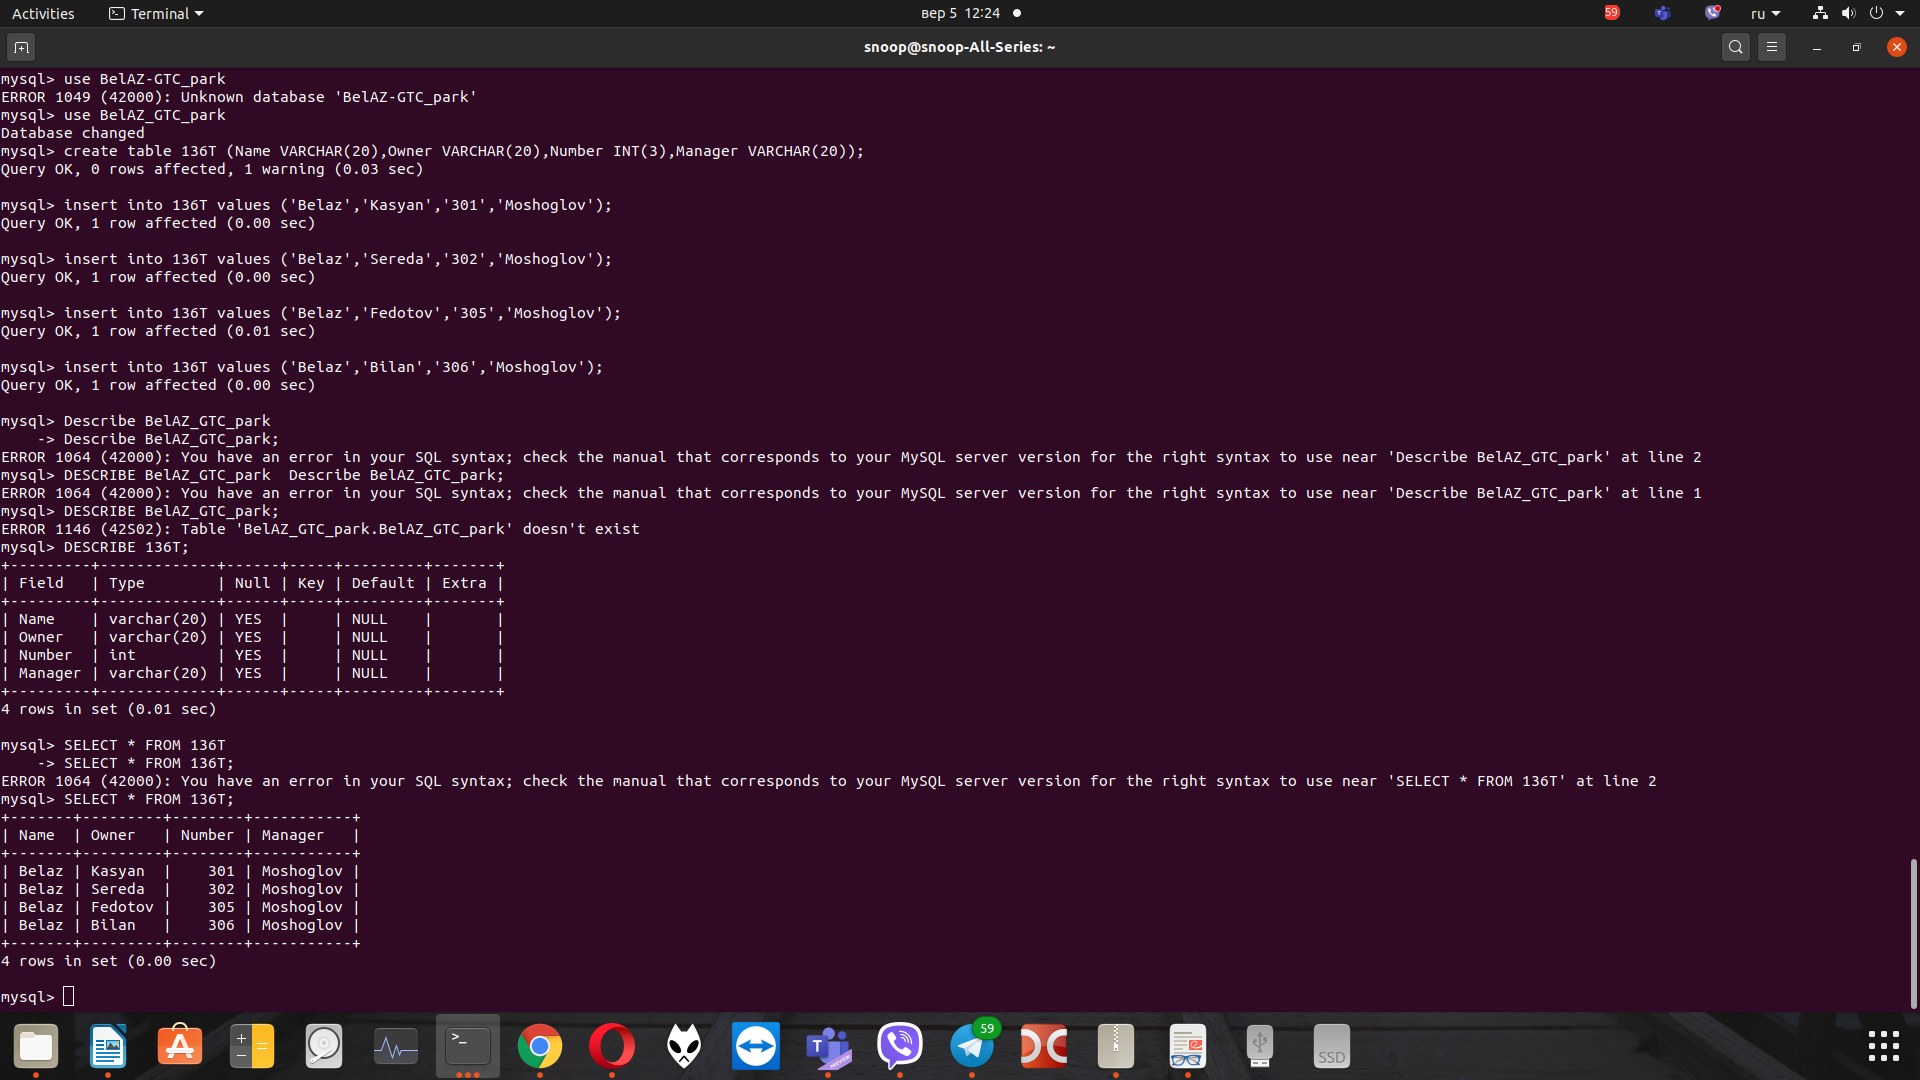 Activities Terminal вер 5 12:24 59 ru
snoop@snoop-All-Series: ~
mysql> use BelAZ-GTC_park
ERROR 1049 (42000): Unknown database 'BelAZ-GTC_park'
mysql> use BelAZ_GTC_park
Database changed
mysql> create table 136T (Name VARCHAR(20),Owner VARCHAR(20),Number INT(3),Manager VARCHAR(20));
Query OK, 0 rows affected, 1 warning (0.03 sec)
mysql> insert into 136T values ('Belaz','Kasyan','301','Moshoglov');
Query OK, 1 row affected (0.00 sec)
mysql> insert into 136T values ('Belaz','Sereda','302','Moshoglov');
Query OK, 1 row affected (0.00 sec)
mysql> insert into 136T values ('Belaz','Fedotov','305','Moshoglov');
Query OK, 1 row affected (0.01 sec)
mysql> insert into 136T values ('Belaz','Bilan','306','Moshoglov');
Query OK, 1 row affected (0.00 sec)
mysql> Describe BelAZ_GTC_park
    -> Describe BelAZ_GTC_park;
ERROR 1064 (42000): You have an error in your SQL syntax; check the manual that corresponds to your MySQL server version for the right syntax to use near 'Describe BelAZ_GTC_park' at line 2
mysql> DESCRIBE BelAZ_GTC_park  Describe BelAZ_GTC_park;
ERROR 1064 (42000): You have an error in your SQL syntax; check the manual that corresponds to your MySQL server version for the right syntax to use near 'Describe BelAZ_GTC_park' at line 1
mysql> DESCRIBE BelAZ_GTC_park;
ERROR 1146 (42S02): Table 'BelAZ_GTC_park.BelAZ_GTC_park' doesn't exist
mysql> DESCRIBE 136T;
+---------+-------------+------+-----+---------+-------+
| Field   | Type        | Null | Key | Default | Extra |
+---------+-------------+------+-----+---------+-------+
| Name    | varchar(20) | YES  |     | NULL    |       |
| Owner   | varchar(20) | YES  |     | NULL    |       |
| Number  | int         | YES  |     | NULL    |       |
| Manager | varchar(20) | YES  |     | NULL    |       |
+---------+-------------+------+-----+---------+-------+
4 rows in set (0.01 sec)
mysql> SELECT * FROM 136T
    -> SELECT * FROM 136T;
ERROR 1064 (42000): You have an error in your SQL syntax; check the manual that corresponds to your MySQL server version for the right syntax to use near 'SELECT * FROM 136T' at line 2
mysql> SELECT * FROM 136T;
+-------+---------+--------+-----------+
| Name  | Owner   | Number | Manager   |
+-------+---------+--------+-----------+
| Belaz | Kasyan  |    301 | Moshoglov |
| Belaz | Sereda  |    302 | Moshoglov |
| Belaz | Fedotov |    305 | Moshoglov |
| Belaz | Bilan   |    306 | Moshoglov |
+-------+---------+--------+-----------+
4 rows in set (0.00 sec)
mysql>
59
T
PREVIEW
SSD